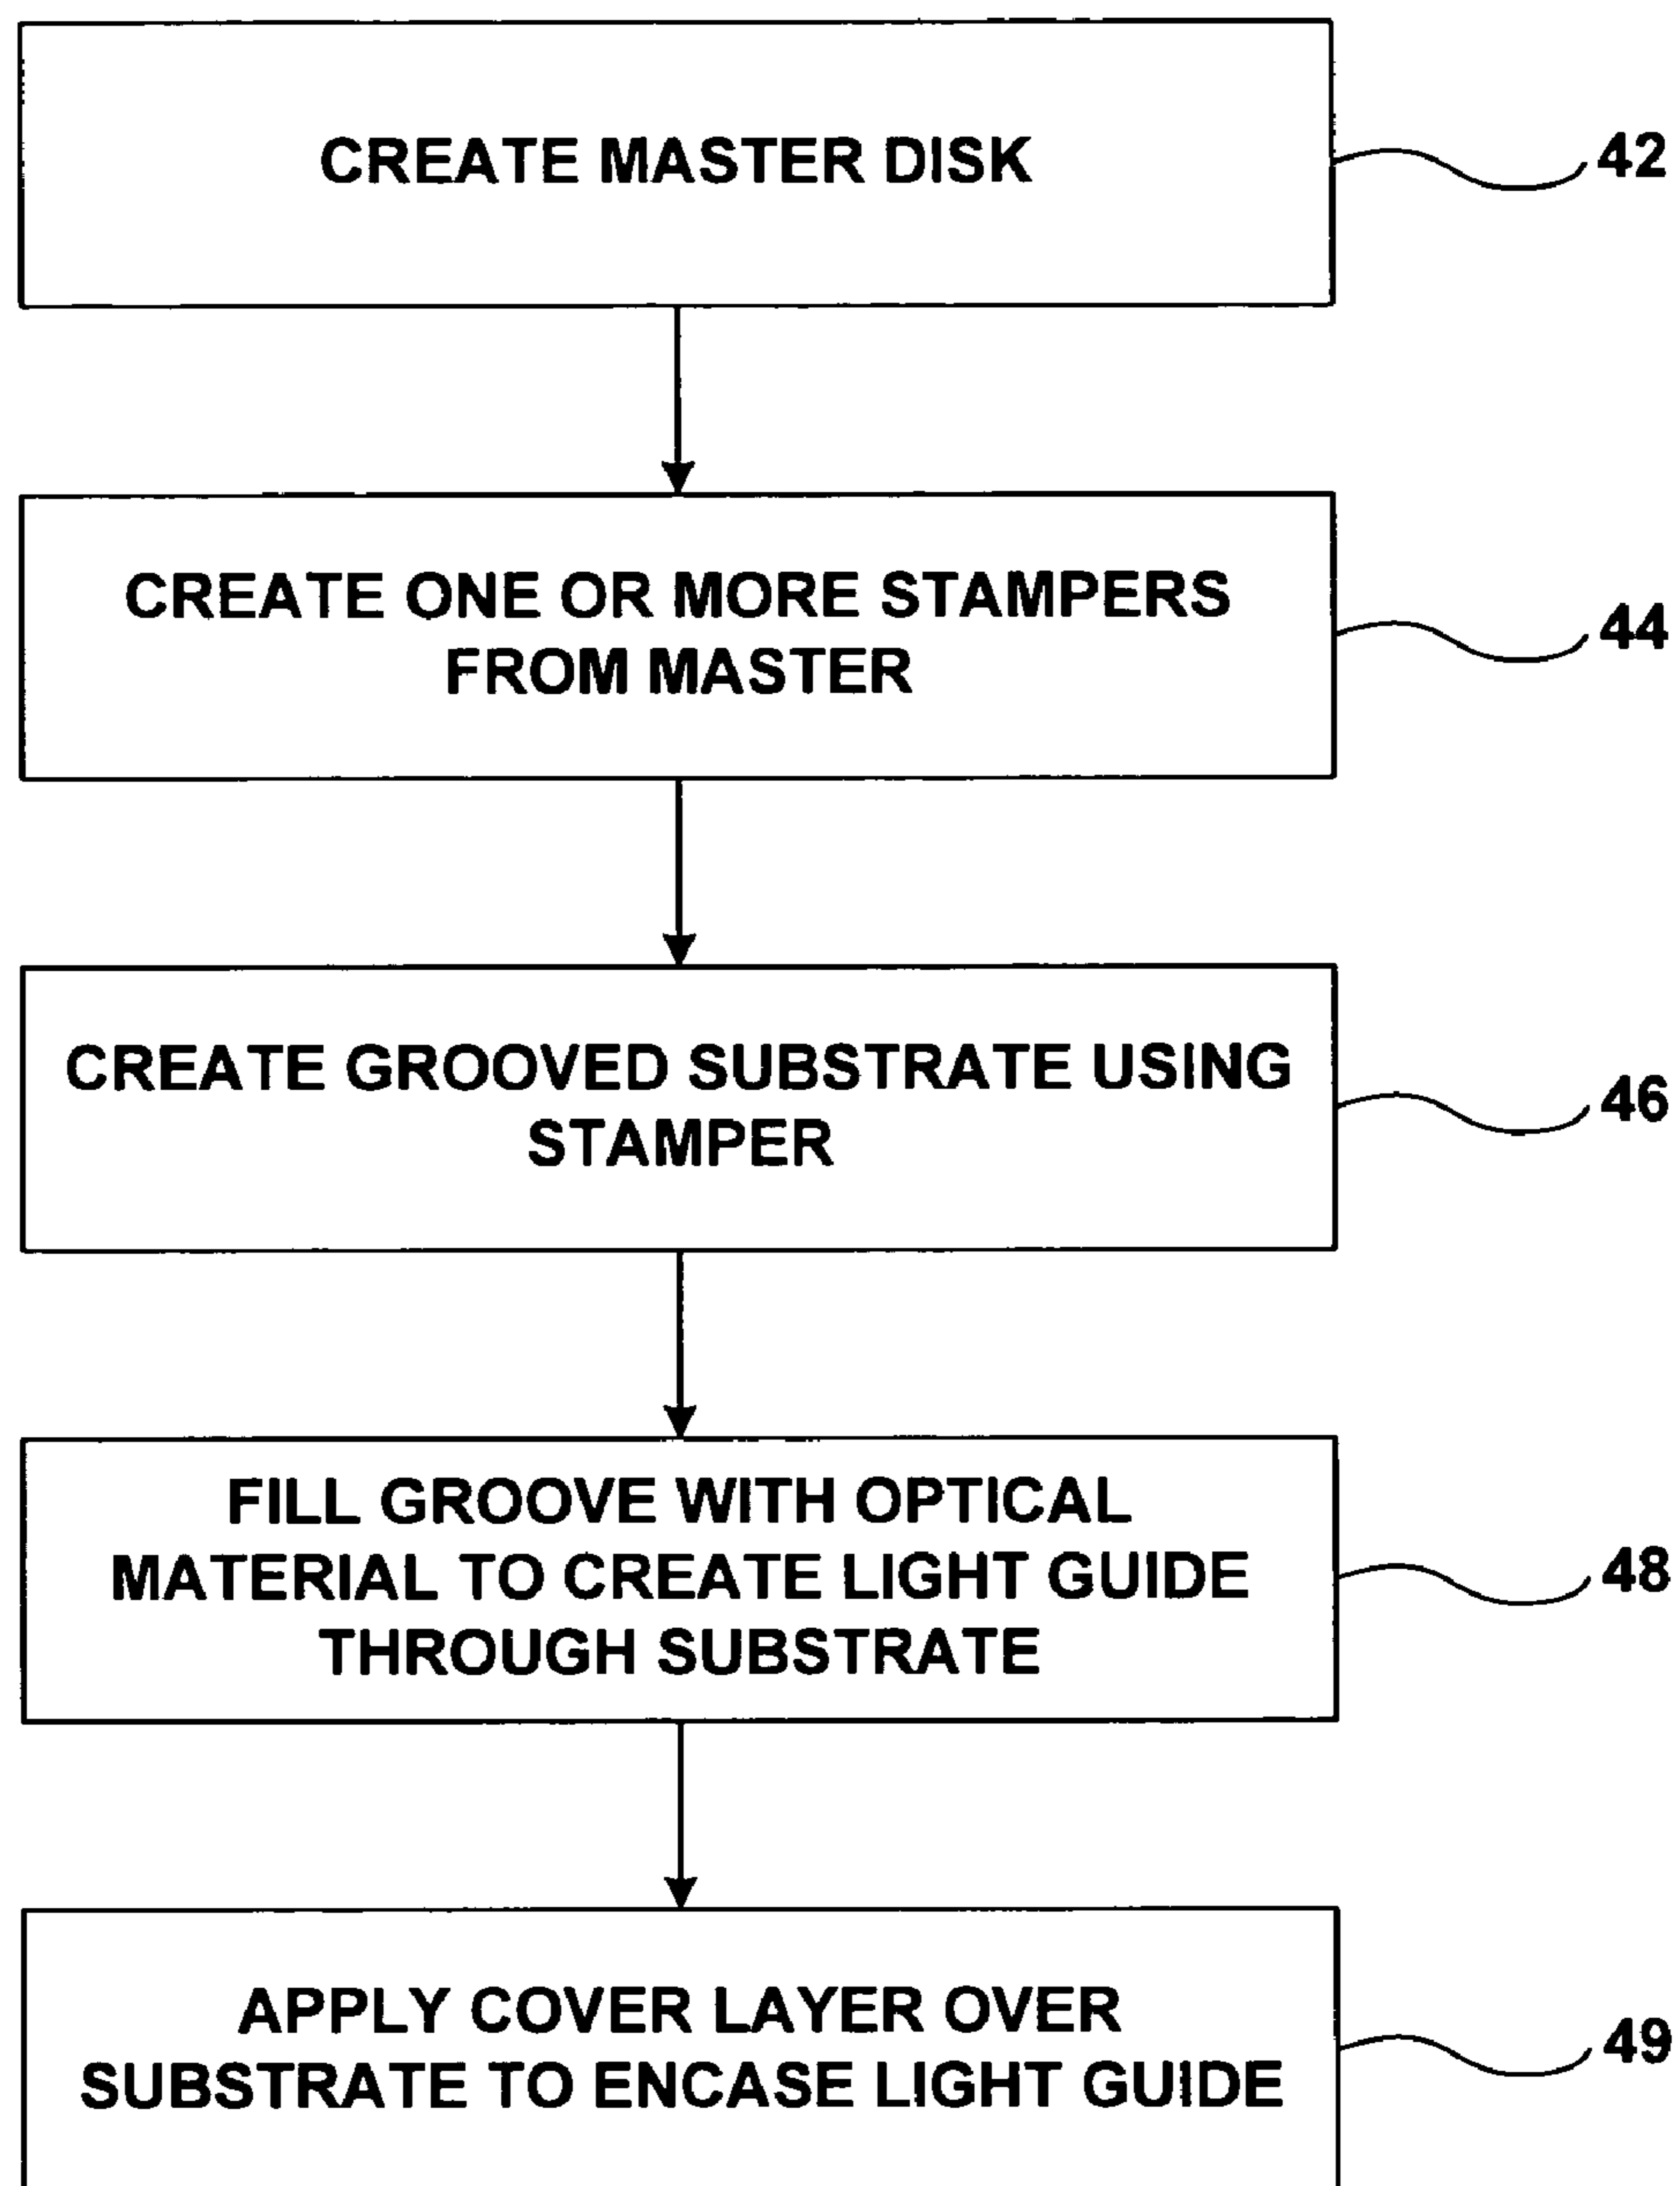 CREATE MASTER DISK
42
CREATE ONE OR MORE STAMPERS
FROM MASTER
44
CREATE GROOVED SUBSTRATE USING
STAMPER
46
FILL GROOVE WITH OPTICAL
MATERIAL TO CREATE LIGHT GUIDE
THROUGH SUBSTRATE
48
APPLY COVER LAYER OVER
SUBSTRATE TO ENCASE LIGHT GUIDE
49